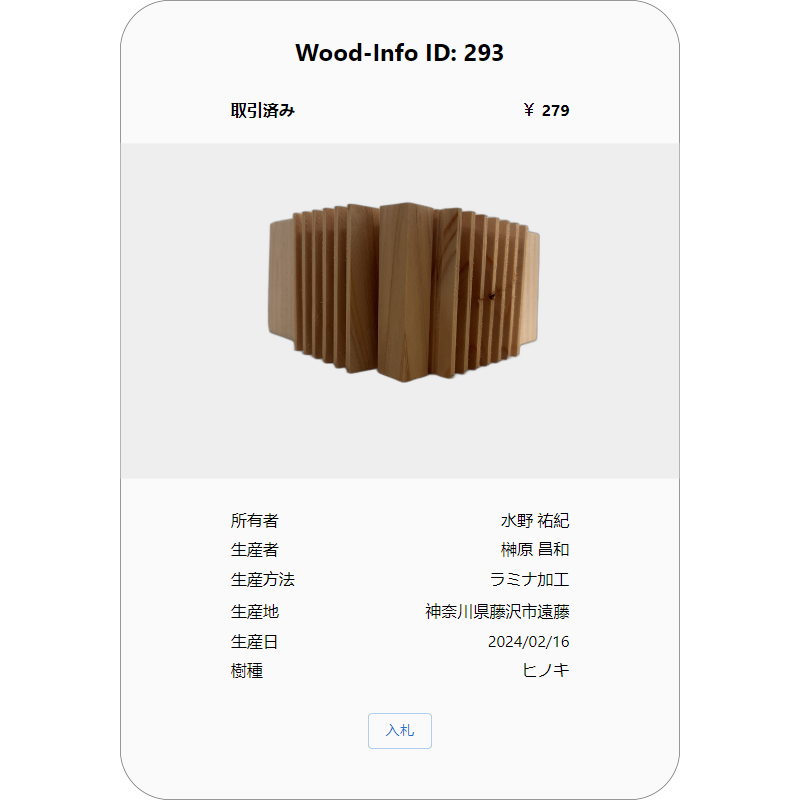 Wood-Info ID: 293
取引済み ￥ 279
所有者 水野 祐紀
生産者 榊原 昌和
生産方法 ラミナ加工
生産地 神奈川県藤沢市遠藤
生産日 2024/02/16
樹種 ヒノキ
入札